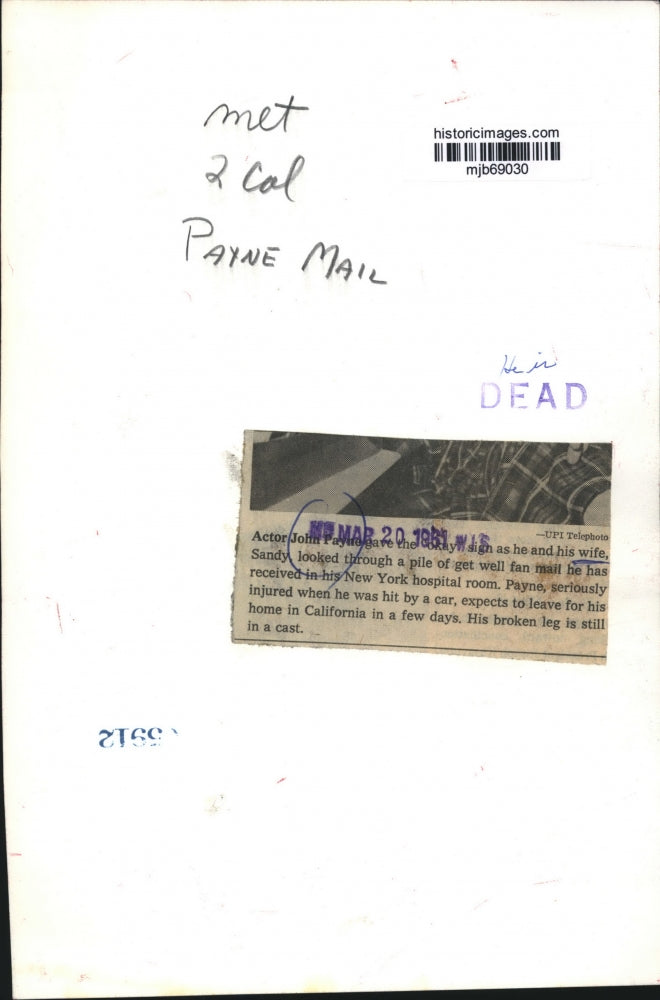 met
2 Col
PAYNE MAIL
historicimages.com
mjb69030
He is
DEAD
MAR 20 1961
—UPI Telephoto
Actor John Payne gave the "okay" sign as he and his wife,
Sandy, looked through a pile of get well fan mail he has
received in his New York hospital room. Payne, seriously
injured when he was hit by a car, expects to leave for his
home in California in a few days. His broken leg is still
in a cast.